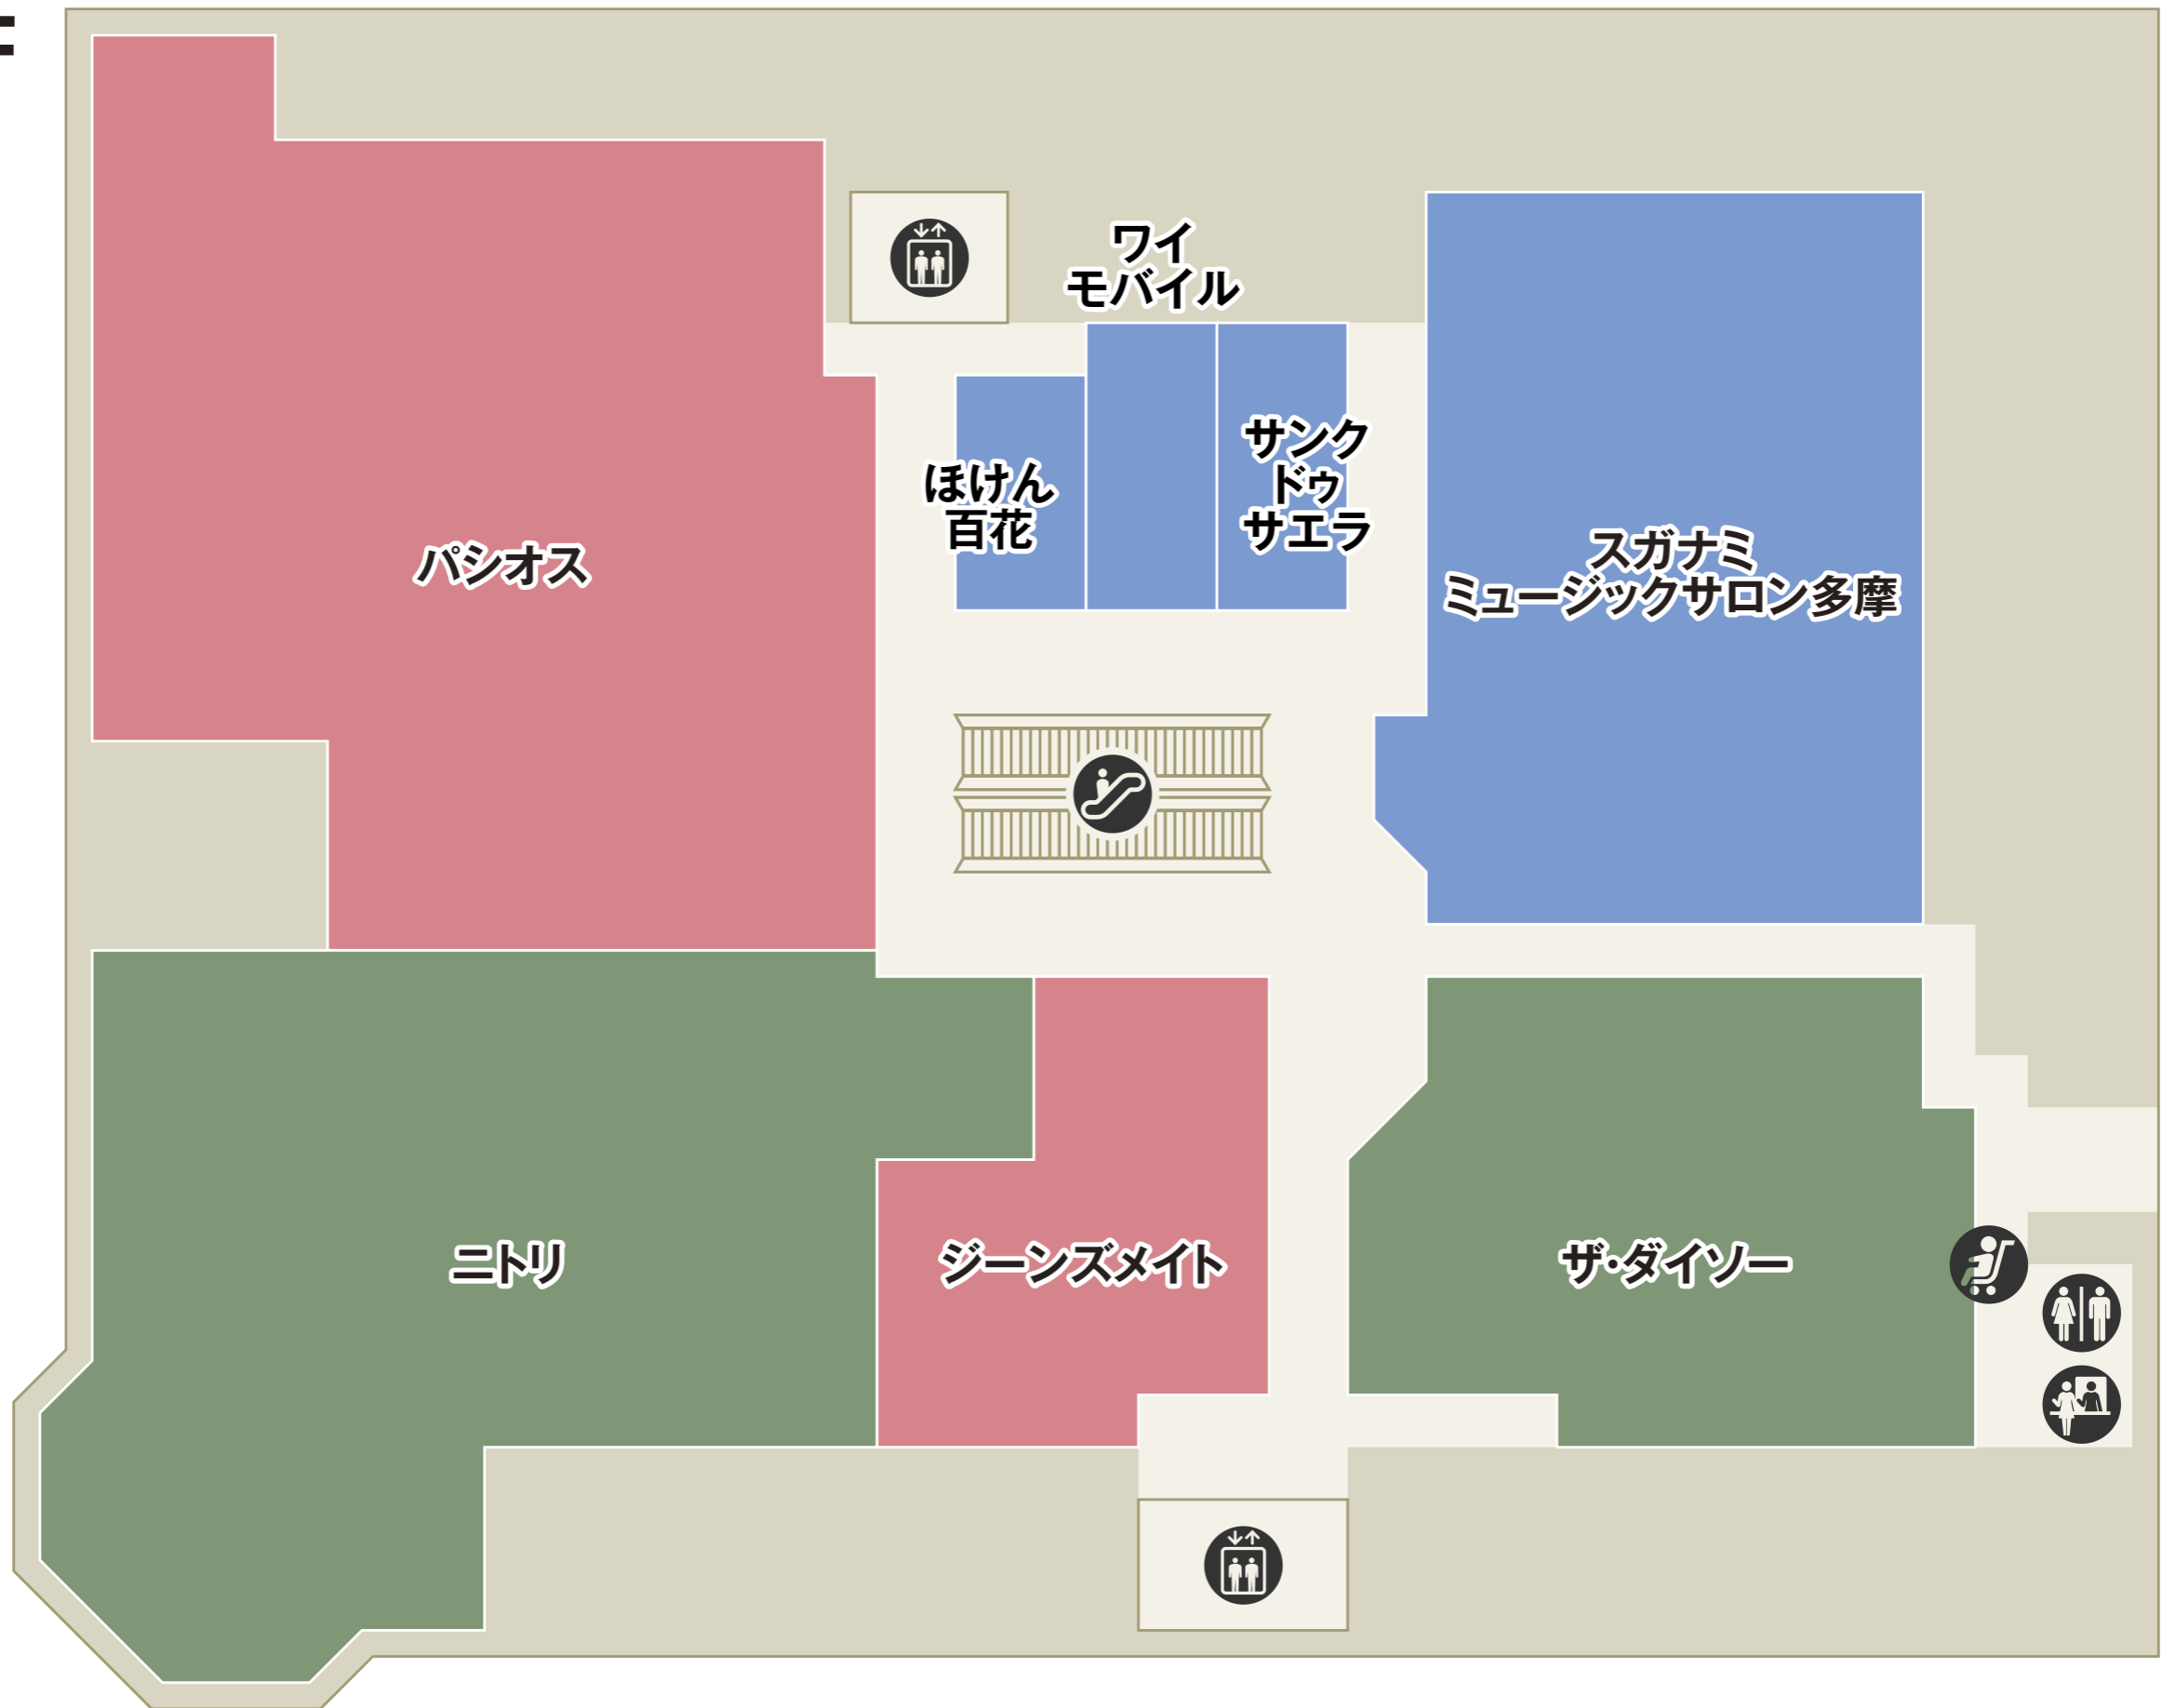 ワイ
モバイル
サンク
ドゥ
サエラ
ほけん
百花
パシオス
スガナミ
ミュージックサロン多摩
ニトリ
ジーンズメイト
ザ・ダイソー